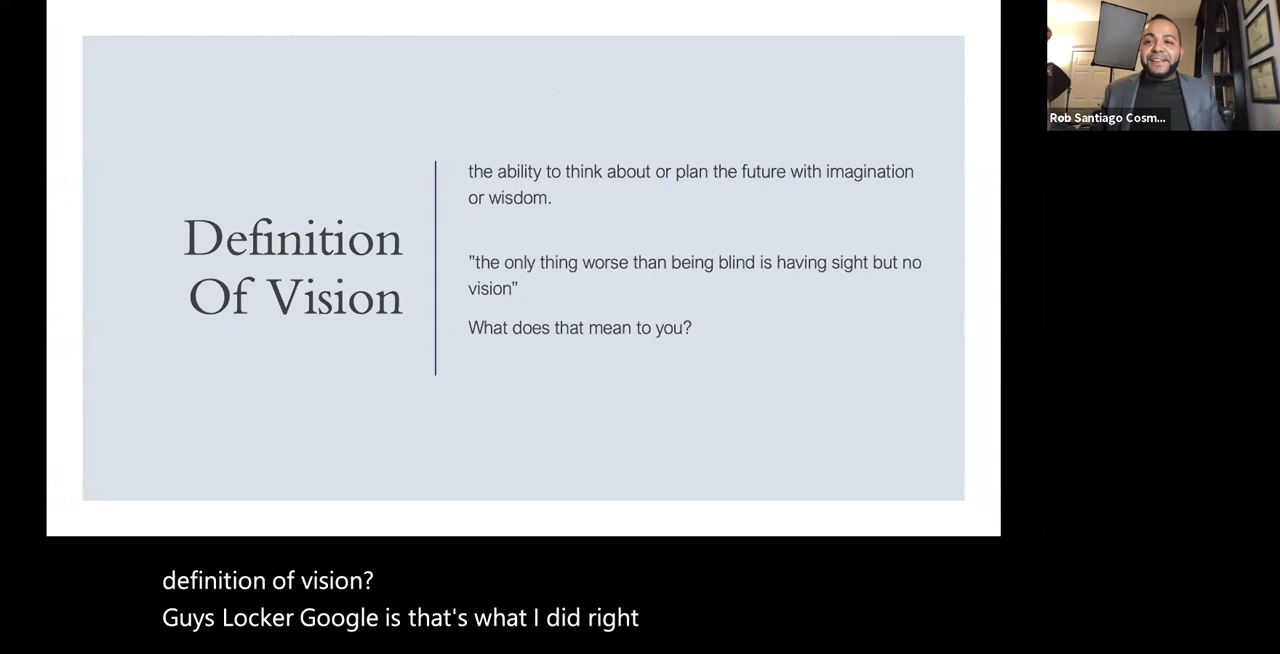 Definition
Of Vision
the ability to think about or plan the future with imagination
or wisdom.
"the only thing worse than being blind is having sight but no
vision"
What does that mean to you?
Rob Santiago Cosm...
definition of vision?
Guys Locker Google is that's what I did right